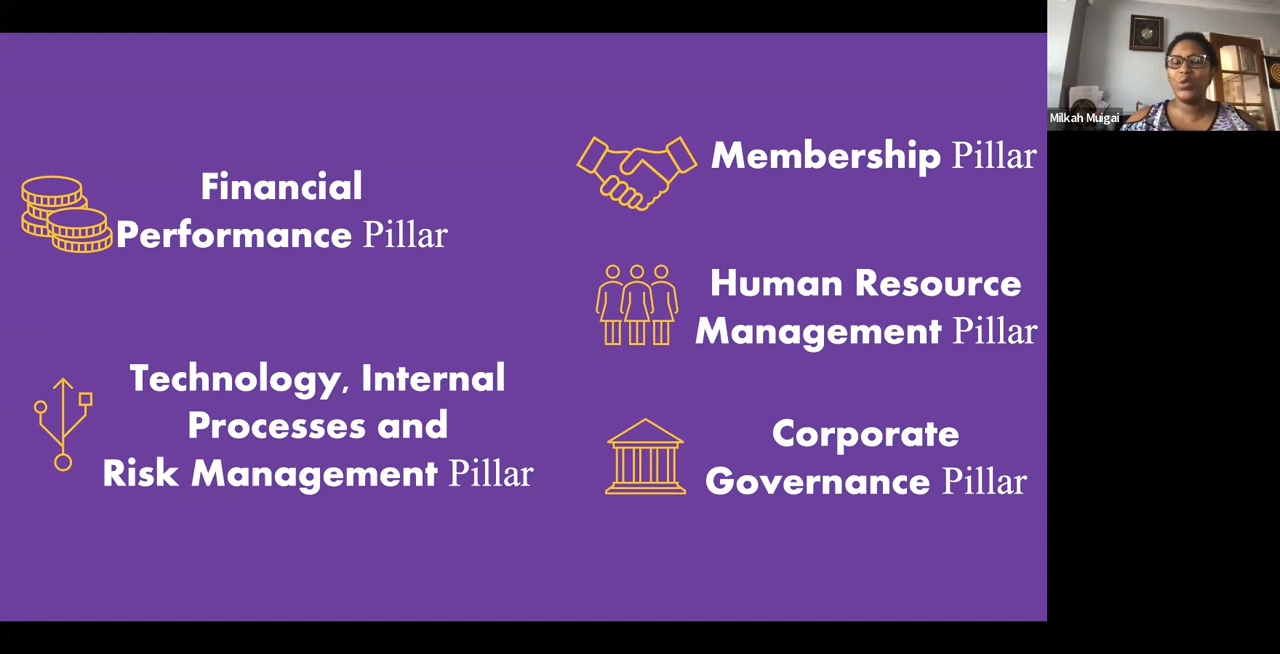 Financial
Performance Pillar
Technology, Internal
Processes and
Risk Management Pillar
Membership Pillar
Human Resource
Management Pillar
Corporate
Governance Pillar
Milkah Muigai